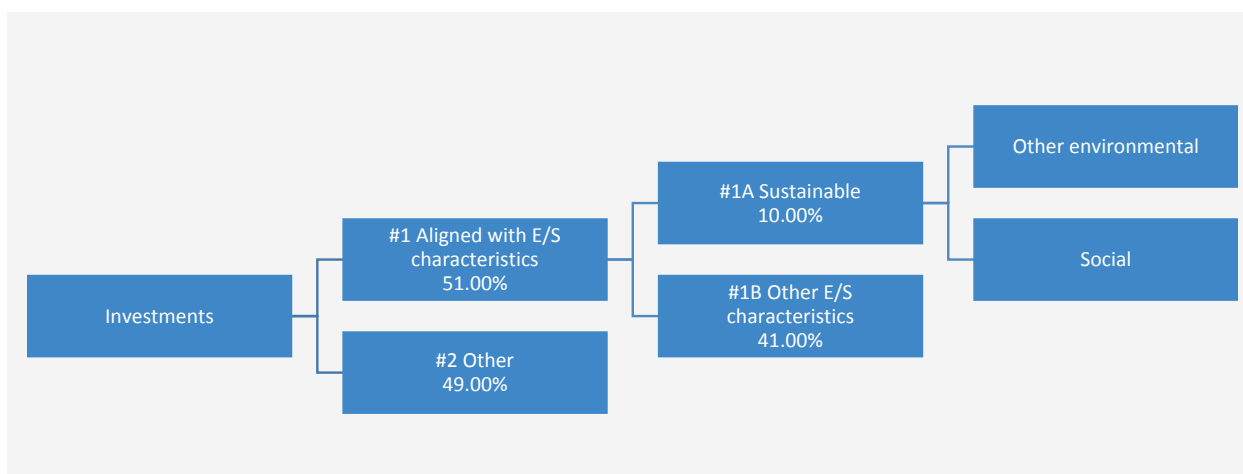 Investments
#1 Aligned with E/S
characteristics
51.00%
#2 Other
49.00%
#1A Sustainable
10.00%
#1B Other E/S
characteristics
41.00%
Other environmental
Social